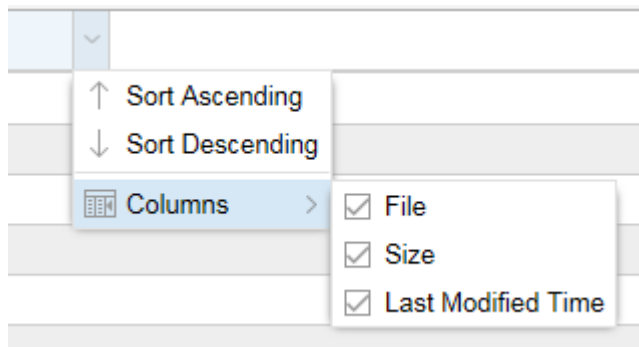 Sort Ascending
Sort Descending
Columns
File
Size
Last Modified Time